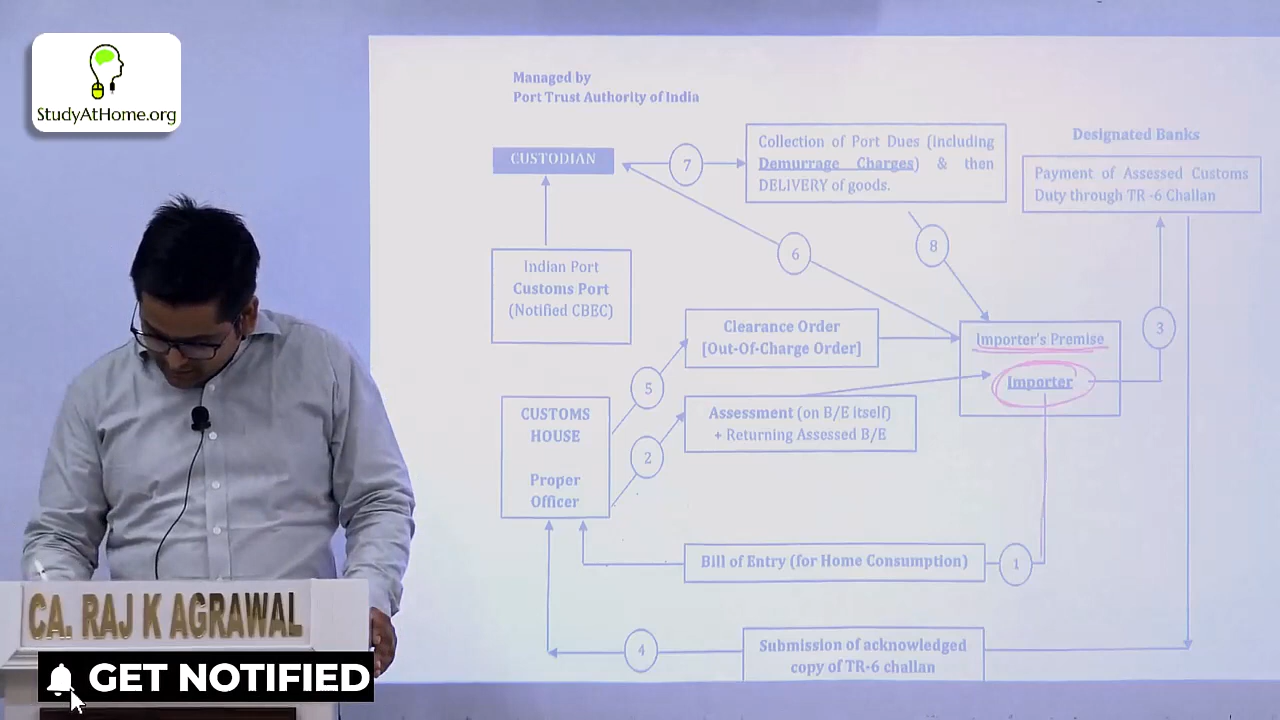 StudyAtHome.org
Managed by
Port Trust Authority of India
CUSTODIAN
7
Collection of Port Dues (including
Demurrage Charges) & then
DELIVERY of goods.
Designated Banks
Payment of Assessed Customs
Duty through TR -6 Challan
6
8
Indian Port
Customs Port
(Notified CBEC)
Clearance Order
[Out-Of-Charge Order]
Importer's Premise
Importer
3
5
CUSTOMS
HOUSE
Proper
Officer
Assessment (on B/E itself)
+ Returning Assessed B/E
2
Bill of Entry (for Home Consumption)
1
4
Submission of acknowledged
copy of TR-6 challan
CA. RAJ K AGRAWAL
GET NOTIFIED